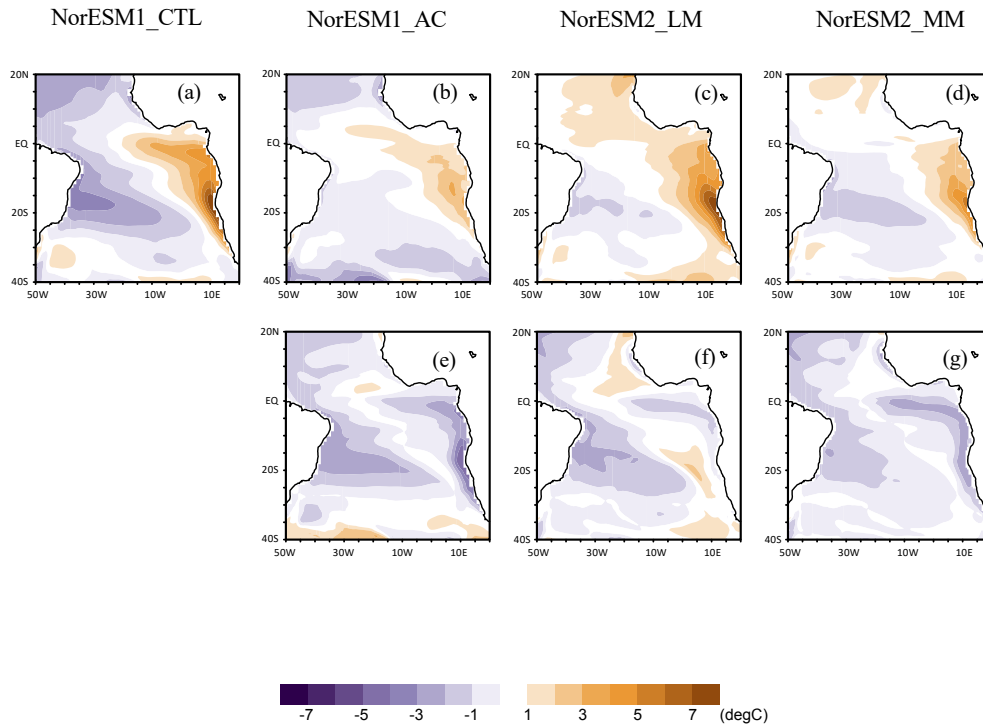 NorESM1_CTL NorESM1_AC NorESM2_LM NorESM2_MM
20N 20N 20N 20N
(a) (b) (c) (d)
EQ EQ EQ EQ
20S 20S 20S 20S
40S 40S 40S 40S
50W 30W 10W 10E 50W 30W 10W 10E 50W 30W 10W 10E 50W 30W 10W 10E
20N 20N 20N
(e) (f) (g)
EQ EQ EQ
20S 20S 20S
40S 40S 40S
50W 30W 10W 10E 50W 30W 10W 10E 50W 30W 10W 10E
-7 -5 -3 -1 1 3 5 7 (degC)